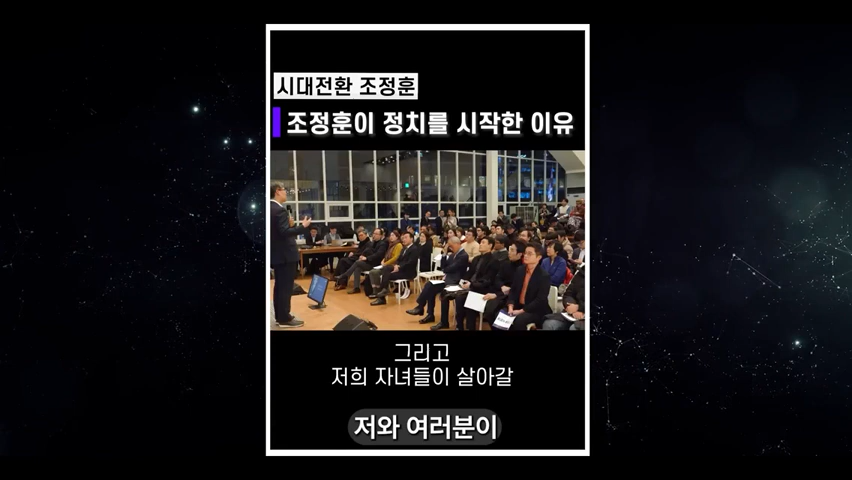 시대전환 조정훈
조정훈이 정치를 시작한 이유
그리고
저희 자녀들이 살아갈
저와 여러분이